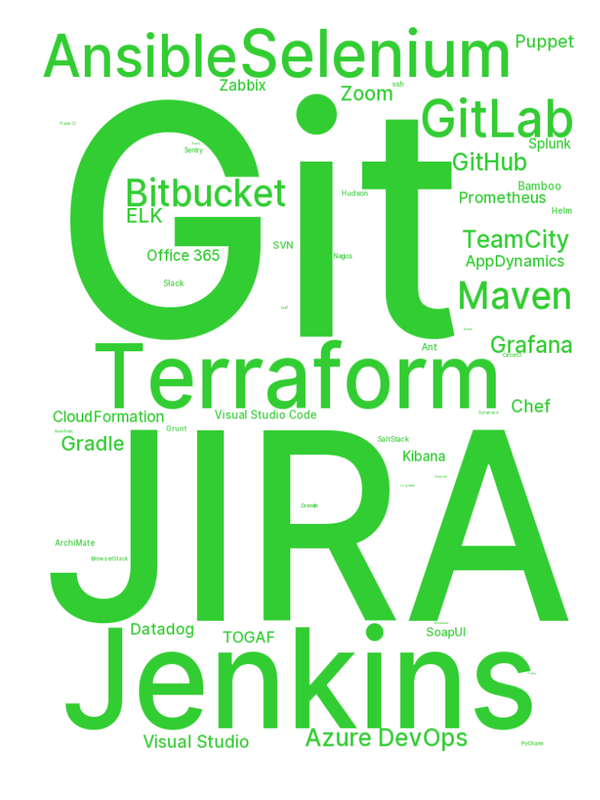 Ansible Selenium Puppet
Zabbix
Zoom
ssh
GitLab
Travis CI
Git
Splunk
Sentry
GitHub
Bitbucket
Bamboo
Hudson
Prometheus
ELK
Helm
TeamCity
SVN
Office 365
Nagios
AppDynamics
Slack
Maven
Grafana
Ant
Terraform
Chef
CloudFormation
Visual Studio Code
Grunt
Gradle
SaltStack
Kibana
JIRA
Gremlin
ArchiMate
BrowserStack
Datadog
TOGAF
SoapUI
Jenkins
Azure DevOps
Visual Studio
PyCharm